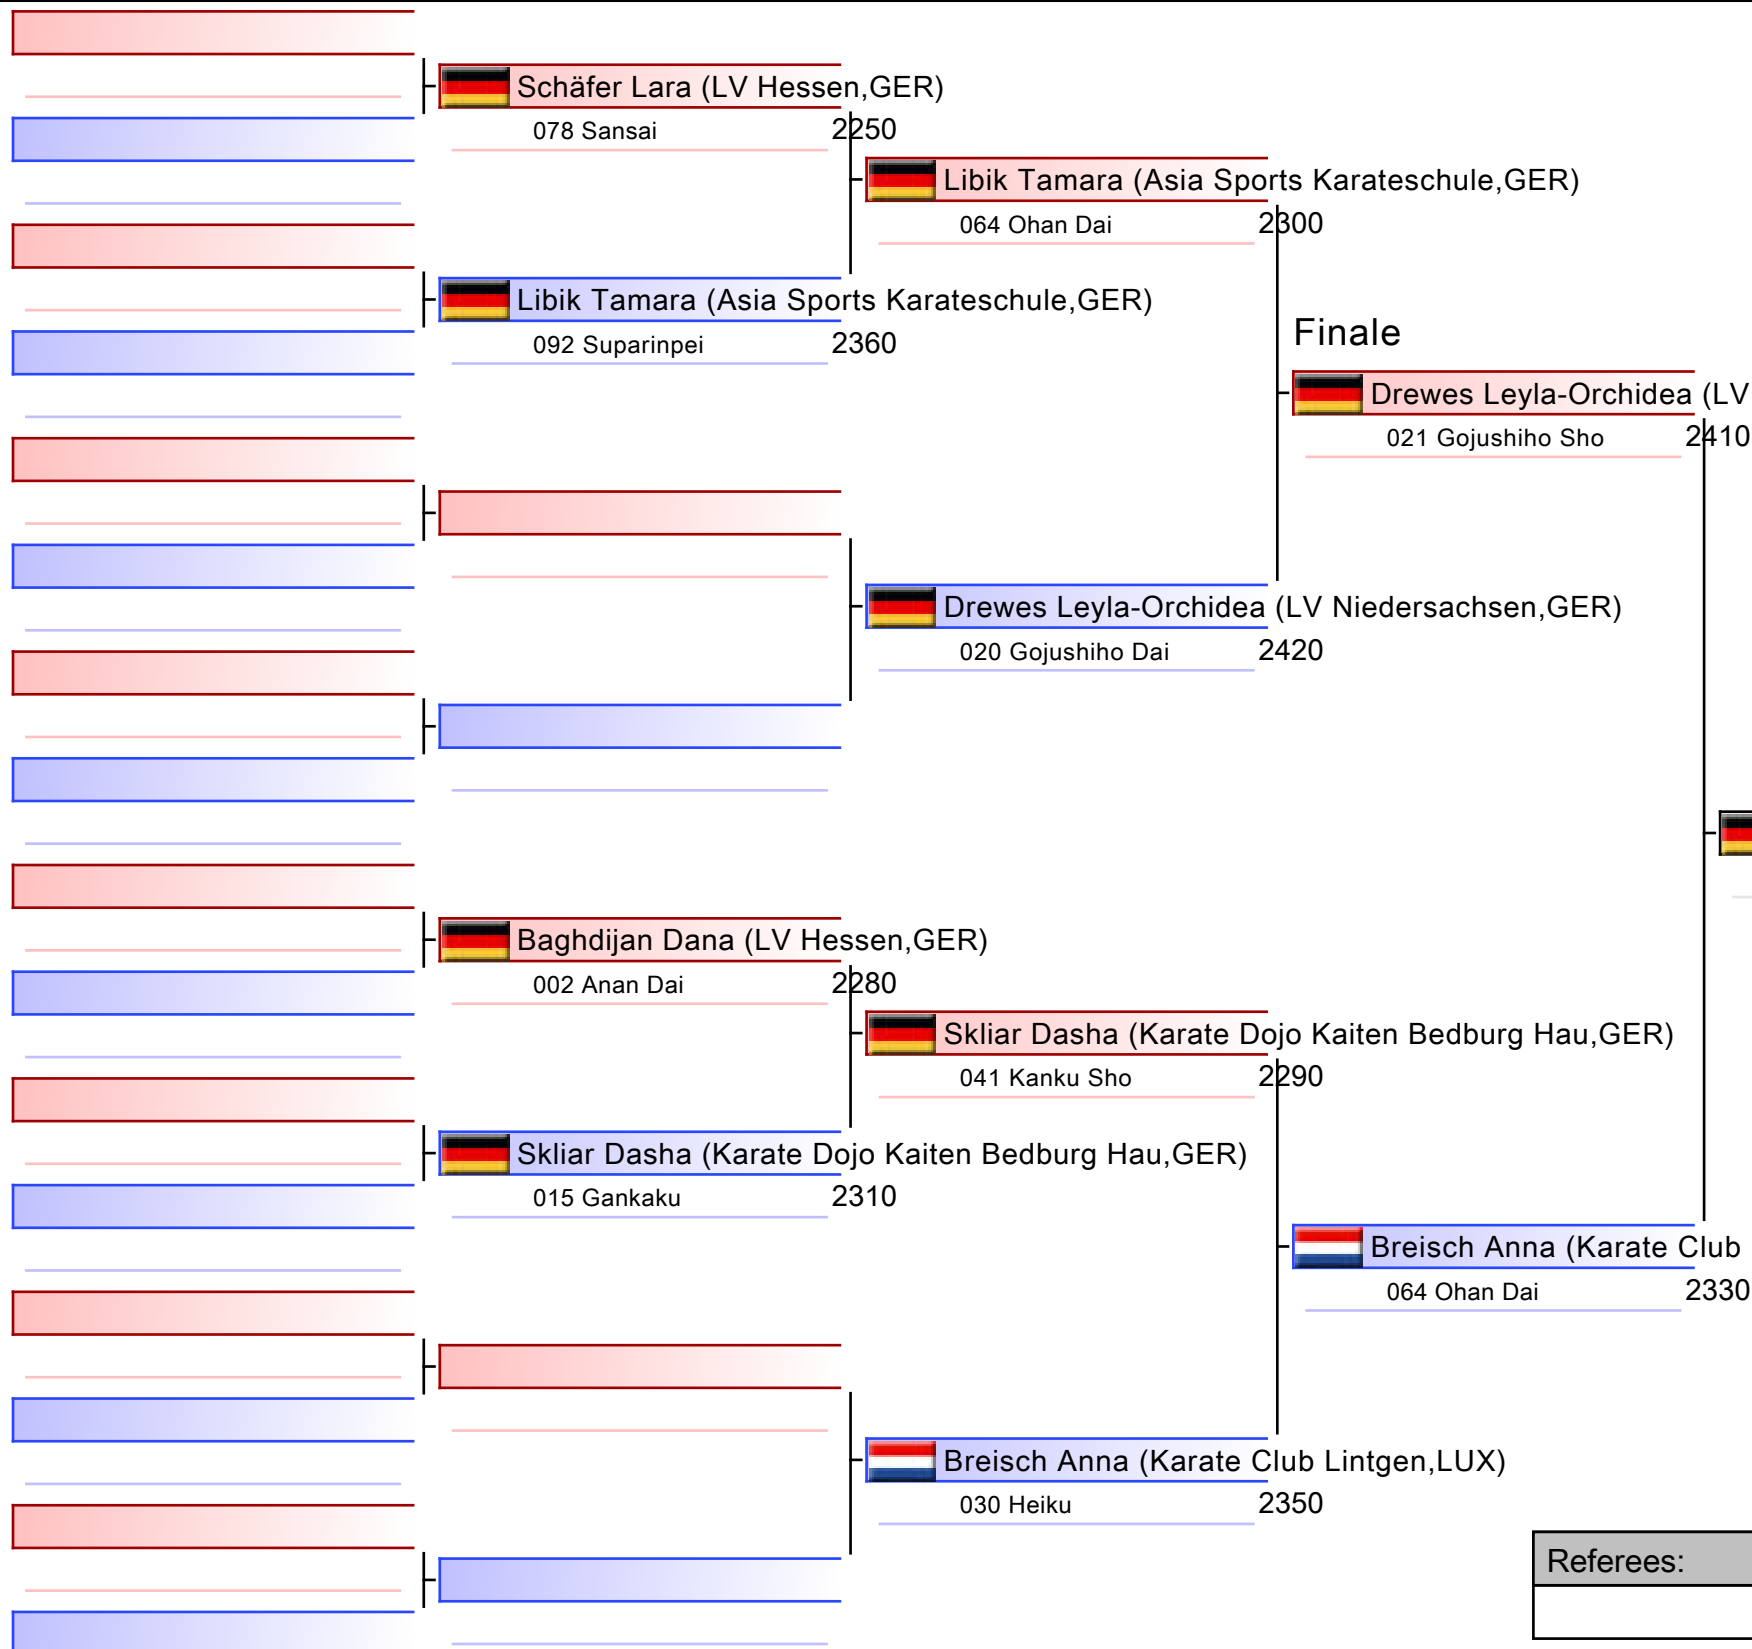 Schäfer Lara (LV Hessen,GER)
078 Sansai 2250
Libik Tamara (Asia Sports Karateschule,GER)
064 Ohan Dai 2300
Libik Tamara (Asia Sports Karateschule,GER)
092 Suparinpei 2360
Finale
Drewes Leyla-Orchidea (LV
021 Gojushiho Sho 2410
Drewes Leyla-Orchidea (LV Niedersachsen,GER)
020 Gojushiho Dai 2420
Baghdijan Dana (LV Hessen,GER)
002 Anan Dai 2280
Skliar Dasha (Karate Dojo Kaiten Bedburg Hau,GER)
041 Kanku Sho 2290
Skliar Dasha (Karate Dojo Kaiten Bedburg Hau,GER)
015 Gankaku 2310
Breisch Anna (Karate Club
064 Ohan Dai 2330
Breisch Anna (Karate Club Lintgen,LUX)
030 Heiku 2350
Referees: